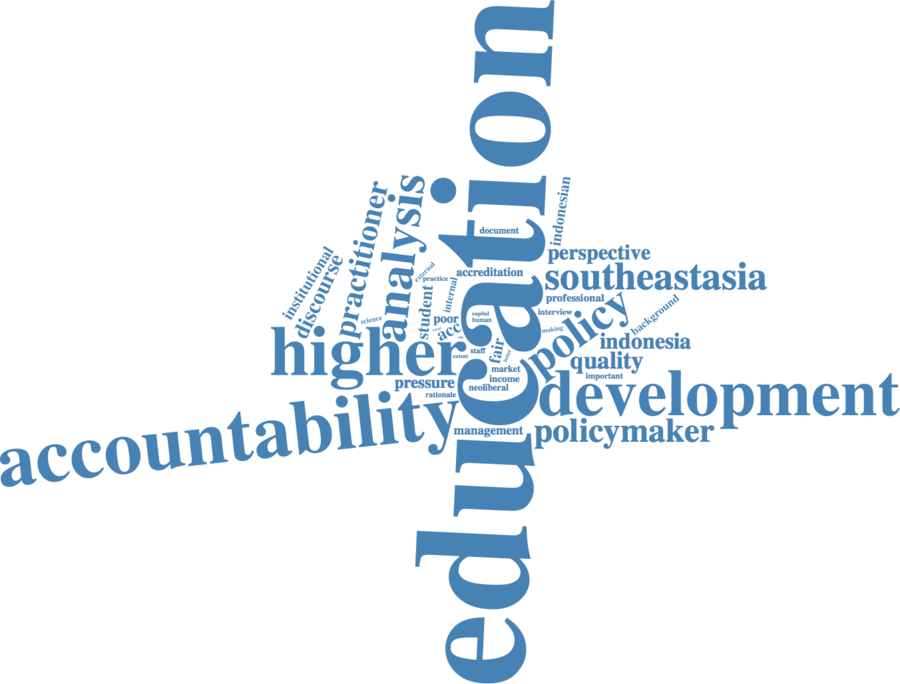 education
accountability
development
higher
southeastasia
policy
analysis
policymaker
practitioner
discourse
institutional
indonesian
document
perspective
accreditation
external
practice
internal
student
professional
background
science
poor
acc
capital
human
interview
making
indonesia
fair
staff
extent
belief
quality
market
important
pressure
income
neoliberal
rationale
management